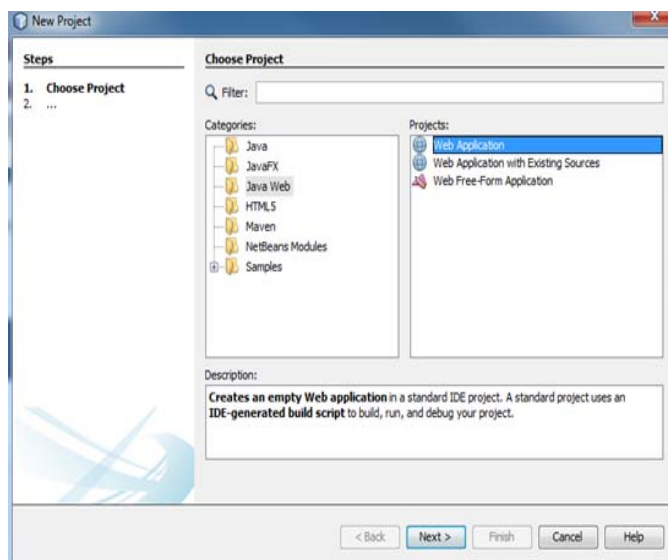 New Project
Steps
1. Choose Project
2. ...
Choose Project
Filter:
Categories:
Java
JavaFX
Java Web
HTML5
Maven
NetBeans Modules
Samples
Projects:
Web Application
Web Application with Existing Sources
Web Free-Form Application
Description:
Creates an empty Web application in a standard IDE project. A standard project uses an
IDE-generated build script to build, run, and debug your project.
< Back
Next >
Finish
Cancel
Help